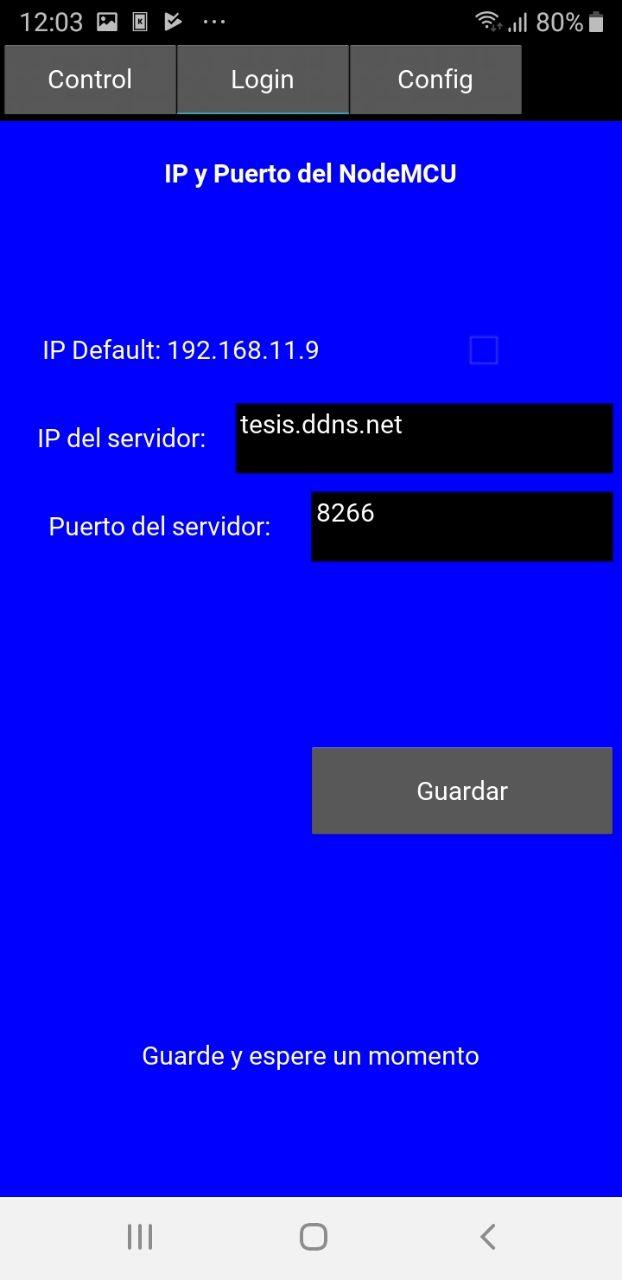 12:03 80%
Control Login Config
IP y Puerto del NodeMCU
IP Default: 192.168.11.9
IP del servidor: tesis.ddns.net
Puerto del servidor: 8266
Guardar
Guarde y espere un momento